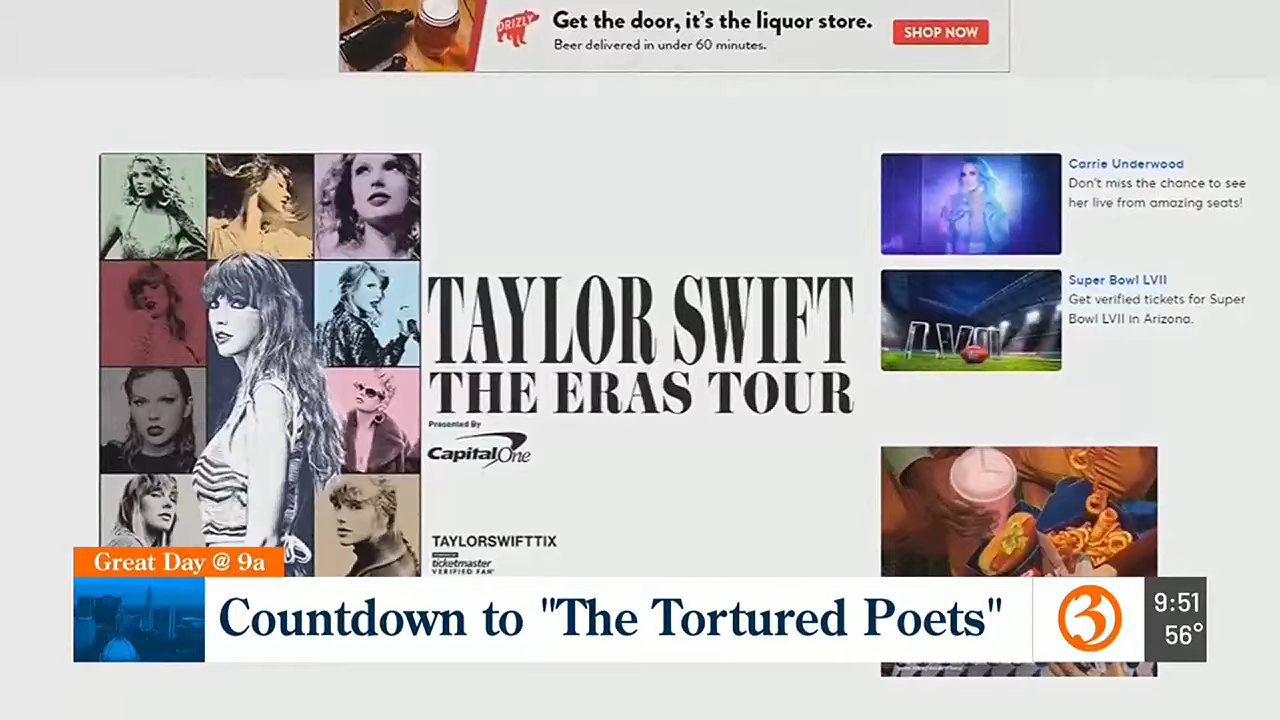 DRIZLY
Get the door, it's the liquor store.
Beer delivered in under 60 minutes.
SHOP NOW
TAYLOR SWIFT
THE ERAS TOUR
Presented By
Capital One
TAYLORSWIFTTIX
ticketmaster
VERIFIED FAN
Carrie Underwood
Don't miss the chance to see
her live from amazing seats!
Super Bowl LVII
Get verified tickets for Super
Bowl LVII in Arizona.
LVII
Great Day @ 9a
Countdown to "The Tortured Poets"
3
9:51
56°